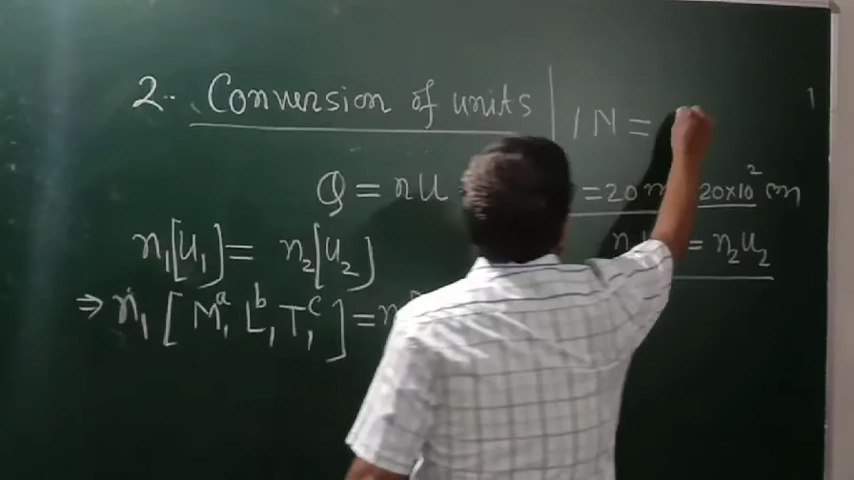 2.. Conversion of units
1 N =
Q = nU
= 20 m 20×10² cm
n₁[U₁] = n₂[U₂]
n = n₂U₂
⇒ n₁[M₁ᵃ L₁ᵇ T₁ᶜ] = n